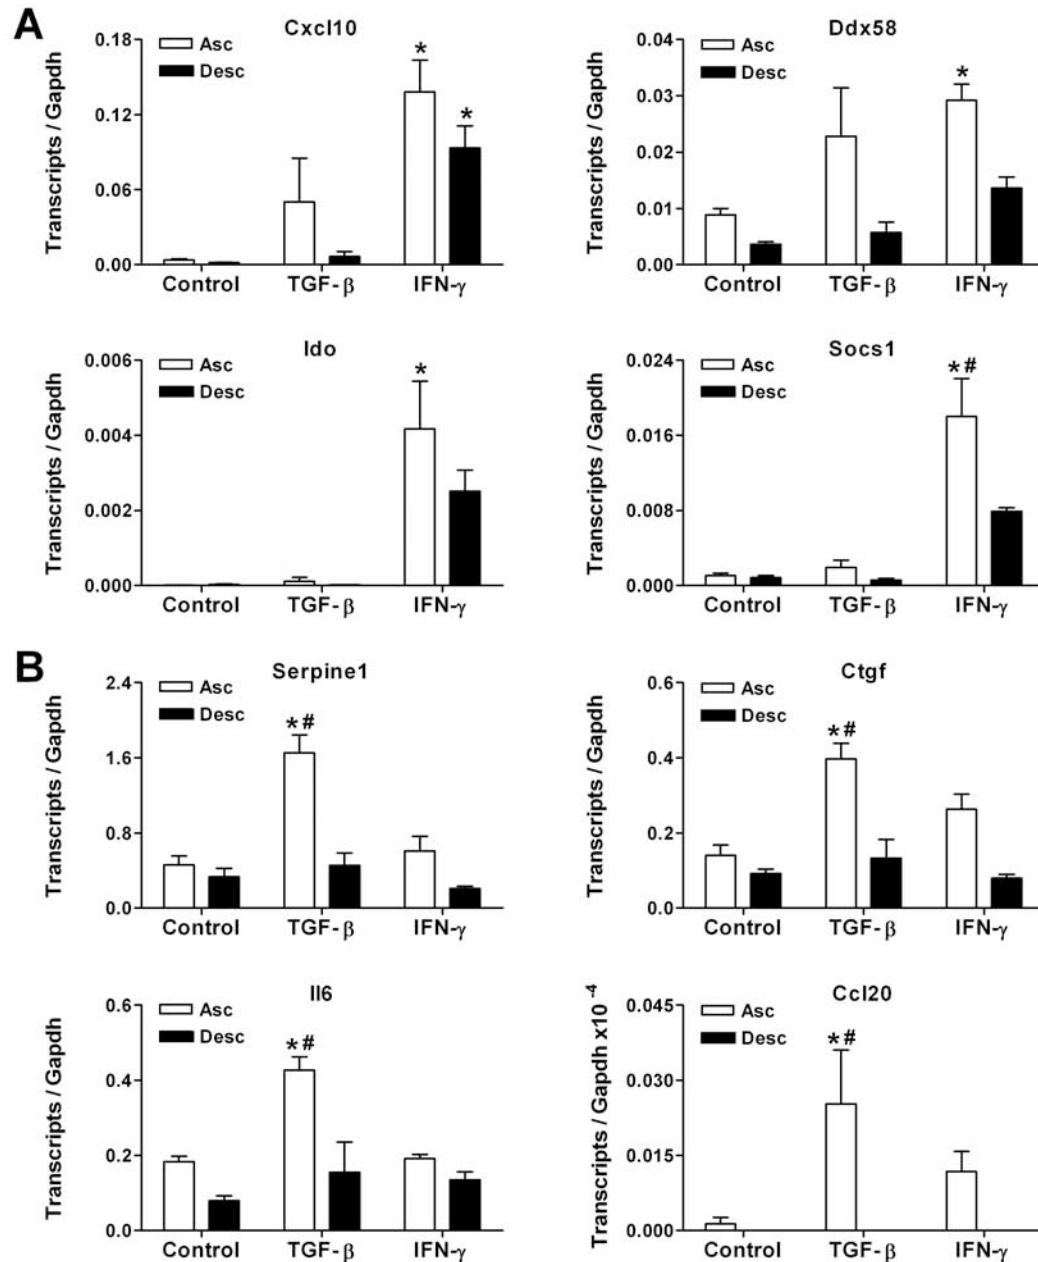 A
Cxcl10
Transcripts / Gapdh
0.18
0.12
0.06
0.00
Asc
Desc
*
*
Control TGF-β IFN-γ
Ddx58
Transcripts / Gapdh
0.04
0.03
0.02
0.01
0.00
Asc
Desc
*
Control TGF-β IFN-γ
Ido
Transcripts / Gapdh
0.006
0.004
0.002
0.000
Asc
Desc
*
Control TGF-β IFN-γ
Socs1
Transcripts / Gapdh
0.024
0.016
0.008
0.000
Asc
Desc
*#
Control TGF-β IFN-γ
B
Serpine1
Transcripts / Gapdh
2.4
1.6
0.8
0.0
Asc
Desc
*#
Control TGF-β IFN-γ
Ctgf
Transcripts / Gapdh
0.6
0.4
0.2
0.0
Asc
Desc
*#
Control TGF-β IFN-γ
Il6
Transcripts / Gapdh
0.6
0.4
0.2
0.0
Asc
Desc
*#
Control TGF-β IFN-γ
Ccl20
Transcripts / Gapdh x10 -4
0.045
0.030
0.015
0.000
Asc
Desc
*#
Control TGF-β IFN-γ